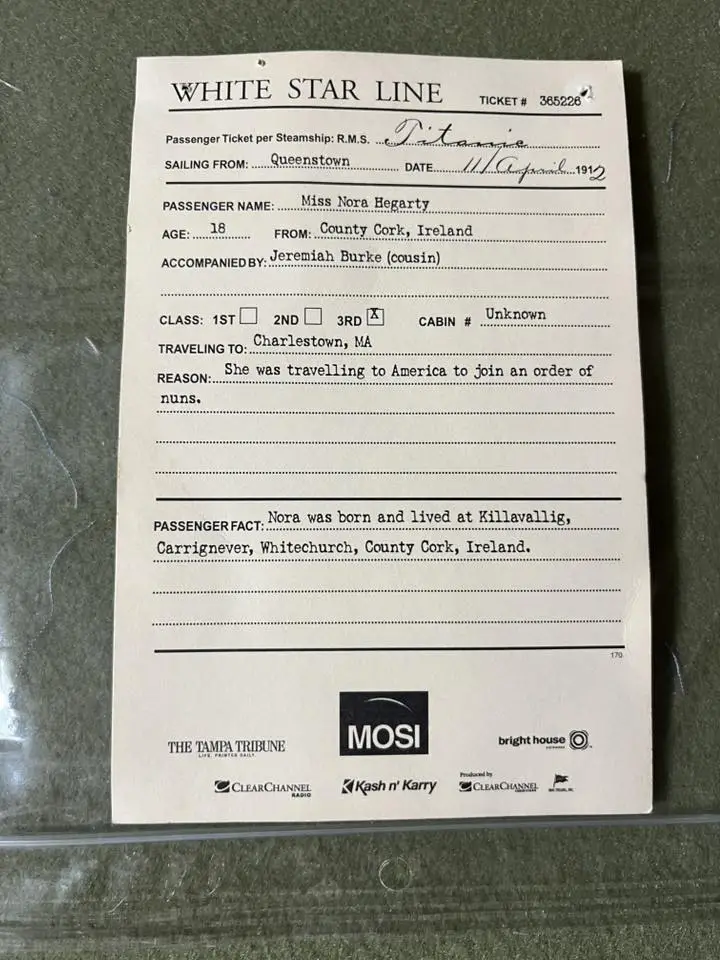 WHITE STAR LINE TICKET # 365226
Passenger Ticket per Steamship: R.M.S. Titanic
SAILING FROM: Queenstown DATE 11/April 1912
PASSENGER NAME: Miss Nora Hegarty
AGE: 18 FROM: County Cork, Ireland
ACCOMPANIED BY: Jeremiah Burke (cousin)
CLASS: 1ST 2ND 3RD X CABIN # Unknown
TRAVELING TO: Charlestown, MA
REASON: She was travelling to America to join an order of
nuns.
PASSENGER FACT: Nora was born and lived at Killavallig,
Carrignever, Whitechurch, County Cork, Ireland.
170
MOSI
THE TAMPA TRIBUNE
LIFE. PRINTED DAILY.
bright house
CLEARCHANNEL
RADIO
Kash n' Karry
Produced by
CLEARCHANNEL